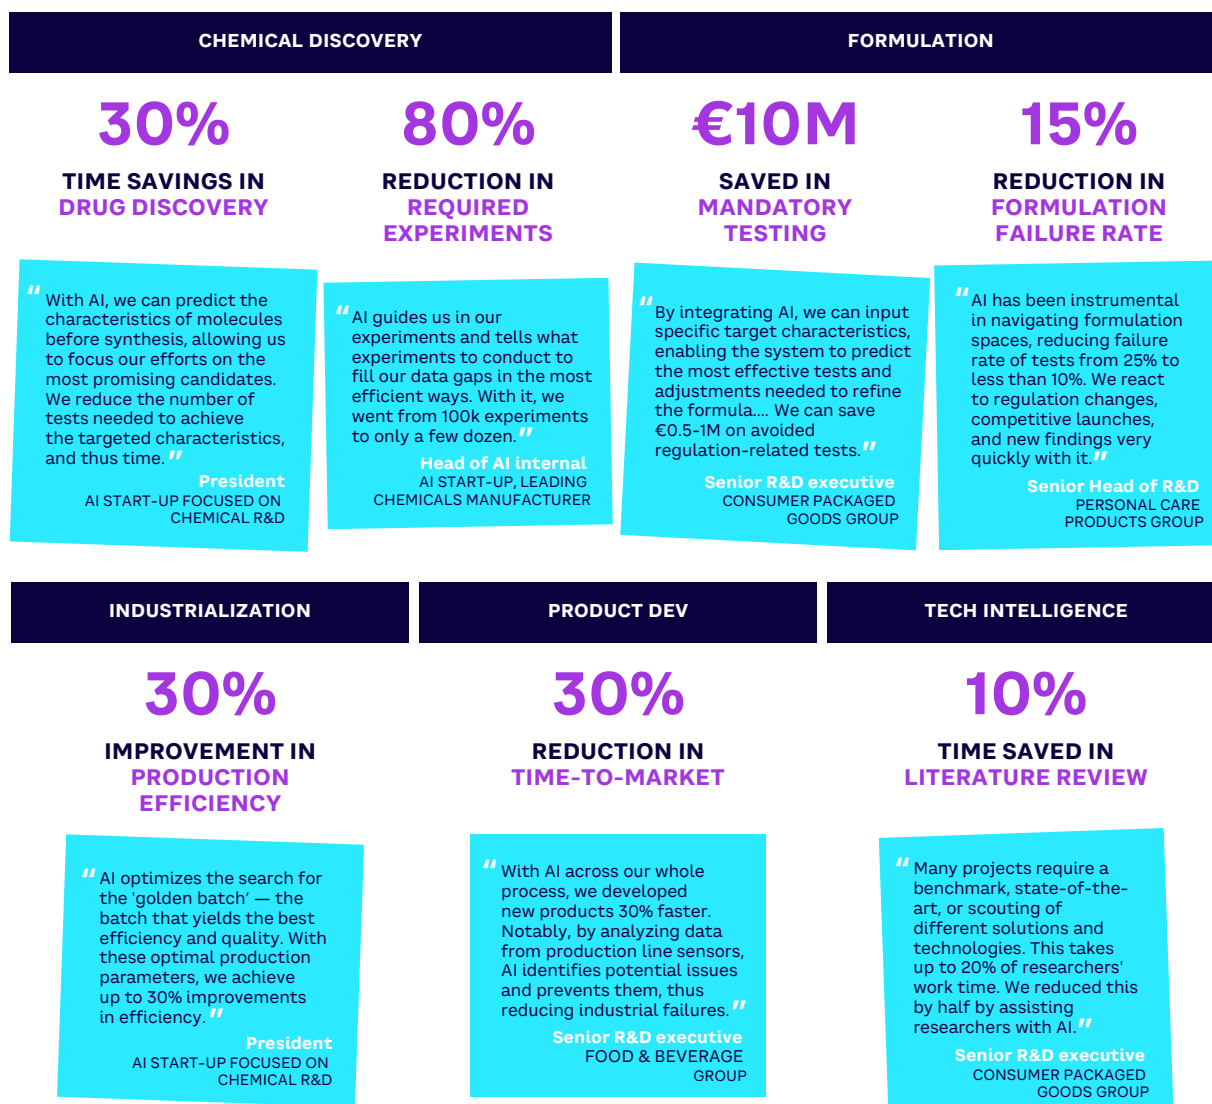 CHEMICAL DISCOVERY
30%
TIME SAVINGS IN
DRUG DISCOVERY
80%
REDUCTION IN
REQUIRED
EXPERIMENTS
“With AI, we can predict the
characteristics of molecules
before synthesis, allowing us
to focus our efforts on the
most promising candidates.
We reduce the number of
tests needed to achieve
the targeted characteristics,
and thus time.”
President
AI START-UP FOCUSED ON
CHEMICAL R&D
“AI guides us in our
experiments and tells what
experiments to conduct to
fill our data gaps in the most
efficient ways. With it, we
went from 100k experiments
to only a few dozen.”
Head of AI internal
AI START-UP, LEADING
CHEMICALS MANUFACTURER
FORMULATION
€10M
SAVED IN
MANDATORY
TESTING
15%
REDUCTION IN
FORMULATION
FAILURE RATE
“By integrating AI, we can input
specific target characteristics,
enabling the system to predict
the most effective tests and
adjustments needed to refine
the formula.... We can save
€0.5-1M on avoided
regulation-related tests.”
Senior R&D executive
CONSUMER PACKAGED
GOODS GROUP
“AI has been instrumental
in navigating formulation
spaces, reducing failure
rate of tests from 25% to
less than 10%. We react
to regulation changes,
competitive launches,
and new findings very
quickly with it.”
Senior Head of R&D
PERSONAL CARE
PRODUCTS GROUP
INDUSTRIALIZATION
30%
IMPROVEMENT IN
PRODUCTION
EFFICIENCY
“AI optimizes the search for
the 'golden batch’ — the
batch that yields the best
efficiency and quality. With
these optimal production
parameters, we achieve
up to 30% improvements
in efficiency.”
President
AI START-UP FOCUSED ON
CHEMICAL R&D
PRODUCT DEV
30%
REDUCTION IN
TIME-TO-MARKET
“With AI across our whole
process, we developed
new products 30% faster.
Notably, by analyzing data
from production line sensors,
AI identifies potential issues
and prevents them, thus
reducing industrial failures.”
Senior R&D executive
FOOD & BEVERAGE
GROUP
TECH INTELLIGENCE
10%
TIME SAVED IN
LITERATURE REVIEW
“Many projects require a
benchmark, state-of-the-
art, or scouting of
different solutions and
technologies. This takes
up to 20% of researchers'
work time. We reduced this
by half by assisting
researchers with AI.”
Senior R&D executive
CONSUMER PACKAGED
GOODS GROUP